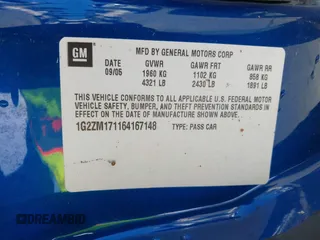 GM
MFD BY GENERAL MOTORS CORP
DATE GVWR GAWR FRT GAWR RR
09/05 1960 KG 1102 KG 858 KG
4321 LB 2430 LB 1891 LB
THIS VEHICLE CONFORMS TO ALL APPLICABLE U.S. FEDERAL MOTOR
VEHICLE SAFETY, BUMPER, AND THEFT PREVENTION STANDARDS IN
EFFECT ON THE DATE OF MANUFACTURE SHOWN ABOVE.
1G2ZM171164167148 TYPE: PASS CAR
DREAMBID